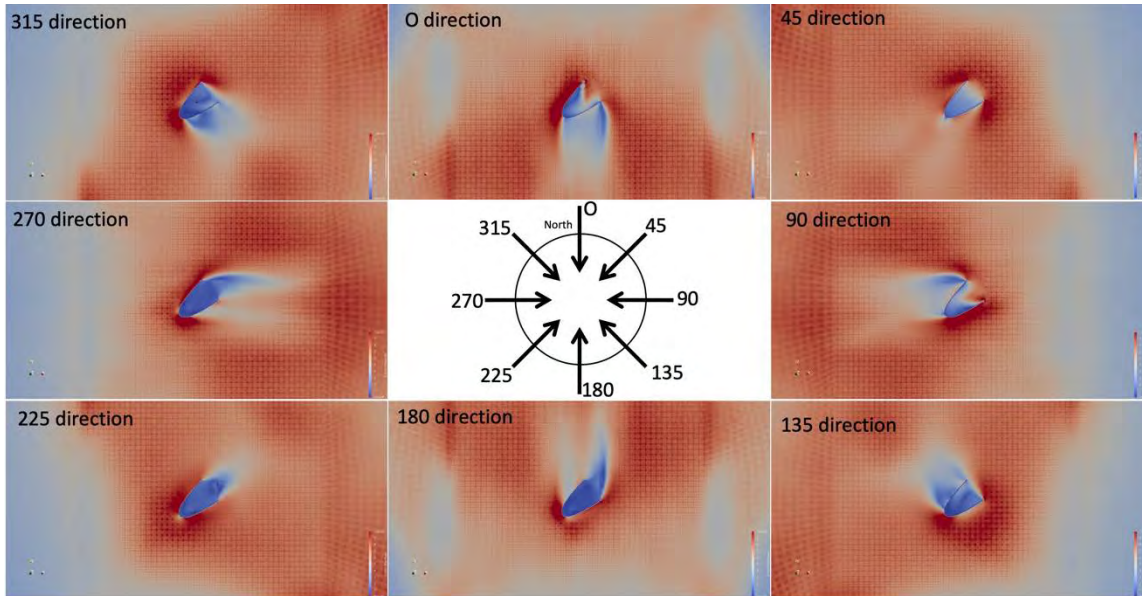 315 direction
O direction
45 direction
270 direction
O
North
315
45
270
90
225
135
180
90 direction
225 direction
180 direction
135 direction